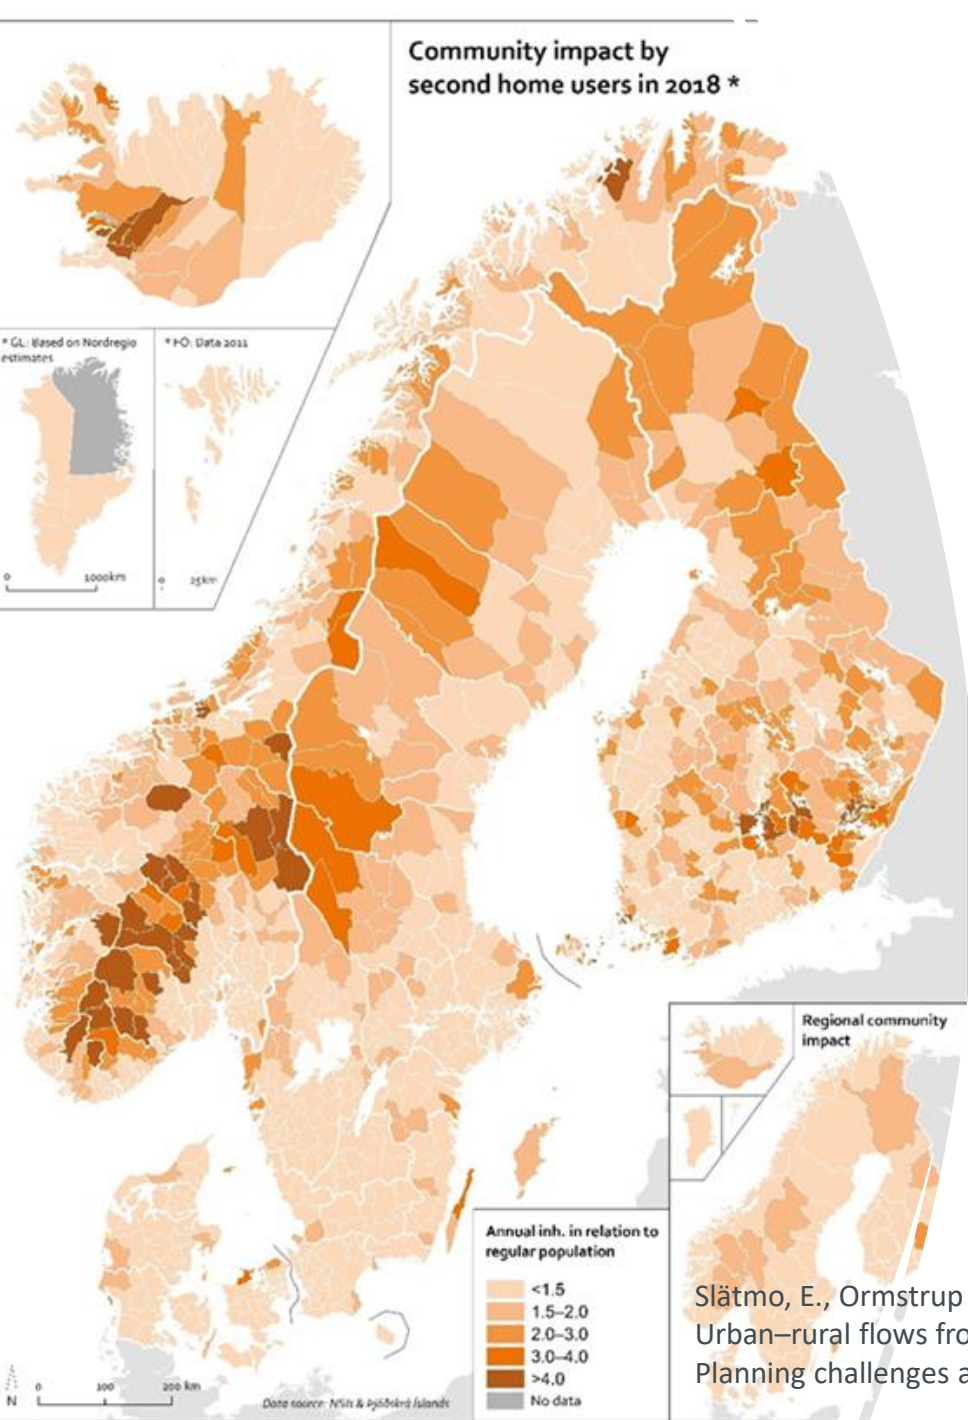 Community impact by
second home users in 2018 *
* GL: Based on Nordregio
estimates
* FO: Data 2011
0
1000km
0
25km
Regional community
impact
Annual inh. in relation to
regular population
<1.5
1.5–2.0
2.0–3.0
3.0–4.0
>4.0
No data
Slätmo, E., Ormstrup
Urban–rural flows fro
Planning challenges a
N
0
100
200 km
Data source: NSIs & Þjóðskrá Íslands